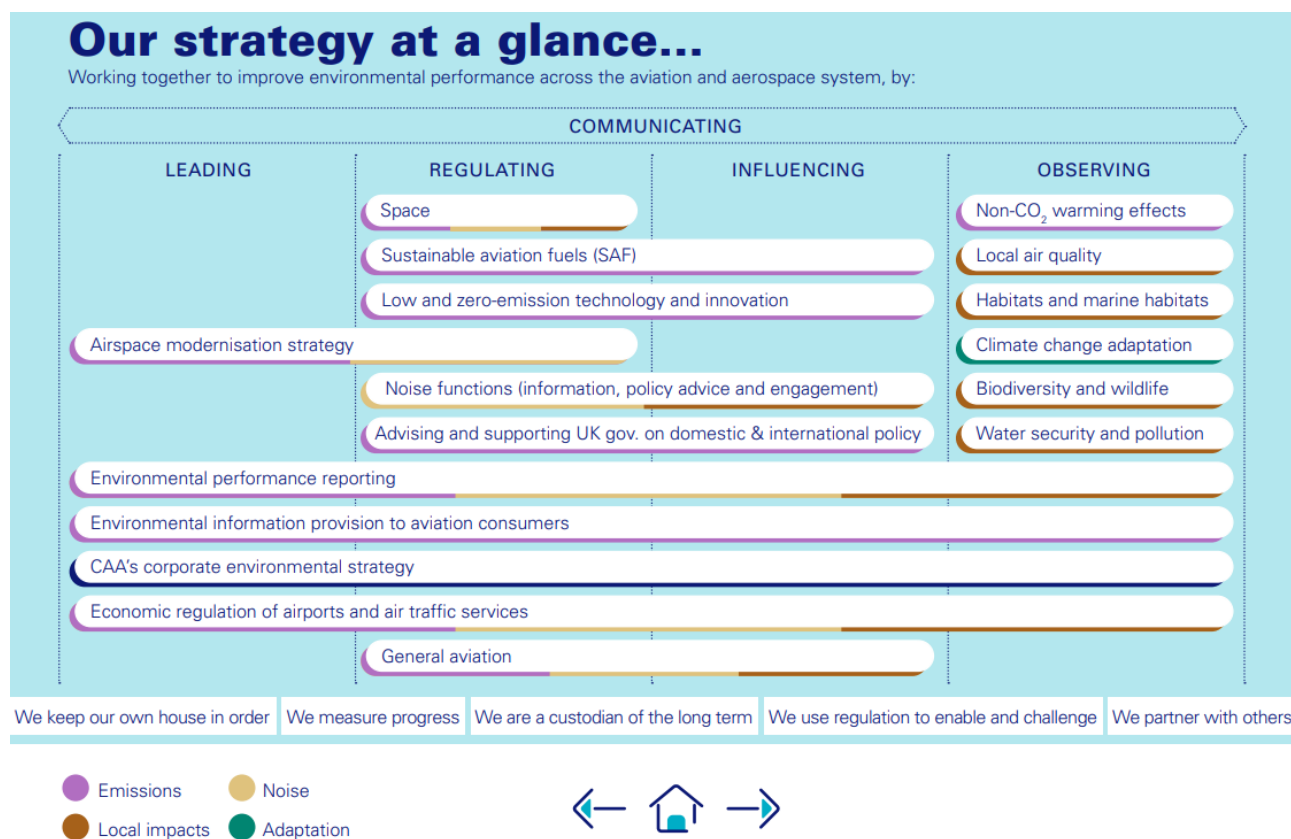 Our strategy at a glance...
Working together to improve environmental performance across the aviation and aerospace system, by:
COMMUNICATING
LEADING
REGULATING
INFLUENCING
OBSERVING
Space
Non-CO₂ warming effects
Sustainable aviation fuels (SAF)
Local air quality
Low and zero-emission technology and innovation
Habitats and marine habitats
Airspace modernisation strategy
Climate change adaptation
Noise functions (information, policy advice and engagement)
Biodiversity and wildlife
Advising and supporting UK gov. on domestic & international policy
Water security and pollution
Environmental performance reporting
Environmental information provision to aviation consumers
CAA's corporate environmental strategy
Economic regulation of airports and air traffic services
General aviation
We keep our own house in order
We measure progress
We are a custodian of the long term
We use regulation to enable and challenge
We partner with others
Emissions
Noise
Local impacts
Adaptation